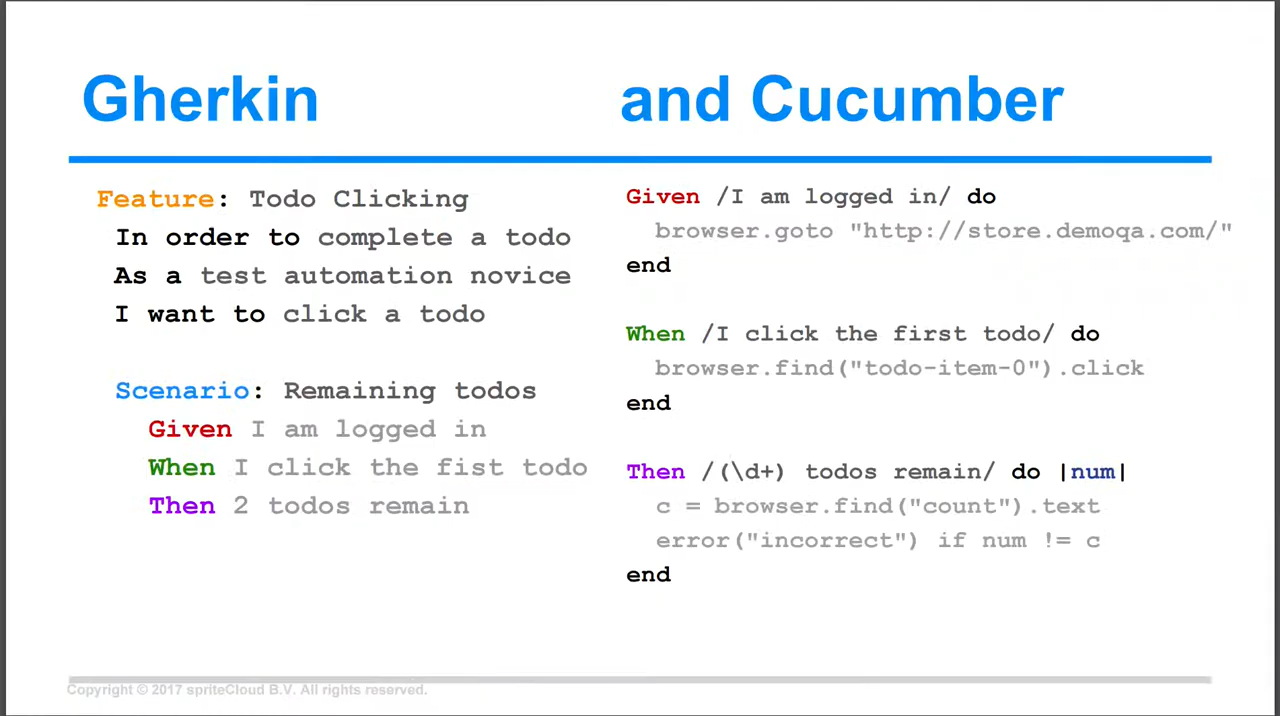 Gherkin
and Cucumber
Feature: Todo Clicking
In order to complete a todo
As a test automation novice
I want to click a todo
Scenario: Remaining todos
Given I am logged in
When I click the fist todo
Then 2 todos remain
Given /I am logged in/ do
browser.goto "http://store.demoqa.com/"
end
When /I click the first todo/ do
browser.find("todo-item-0").click
end
Then /(\d+) todos remain/ do |num|
c = browser.find("count").text
error("incorrect") if num != c
end
Copyright © 2017 spriteCloud B.V. All rights reserved.